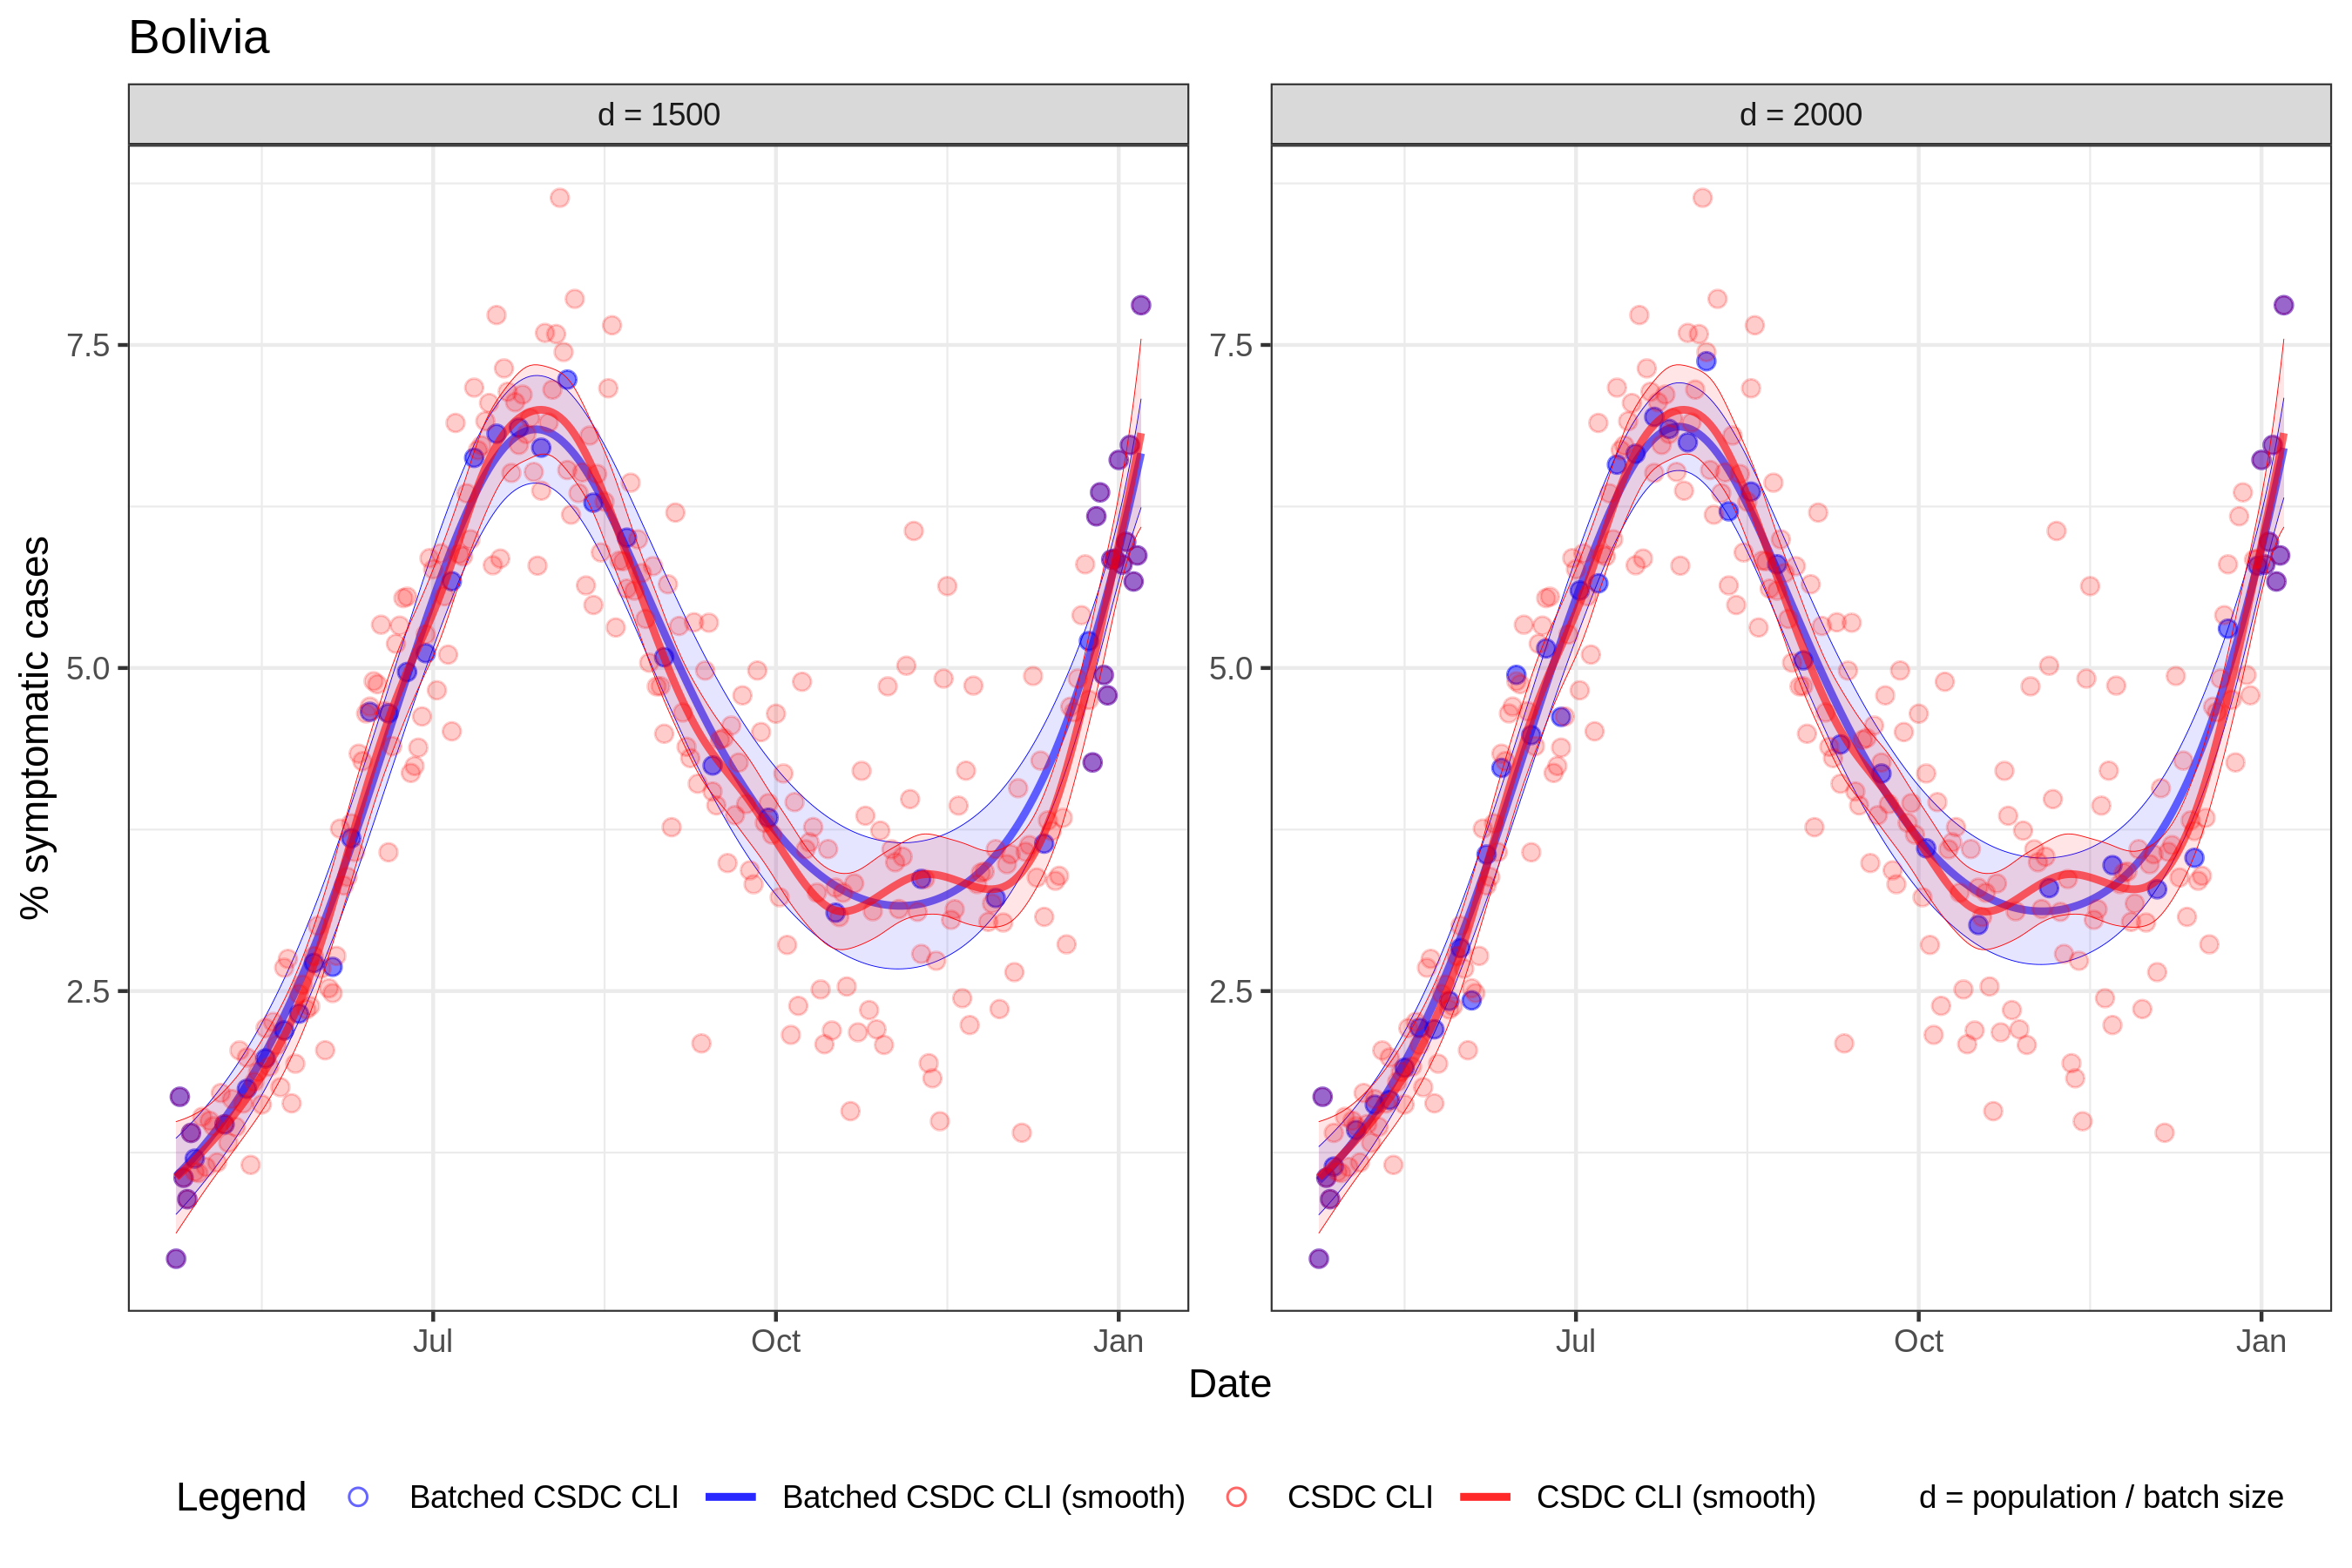 Bolivia
d = 1500
d = 2000
% symptomatic cases
7.5
5.0
2.5
7.5
5.0
2.5
Jul
Oct
Jan
Jul
Oct
Jan
Date
Legend
Batched CSDC CLI
Batched CSDC CLI (smooth)
CSDC CLI
CSDC CLI (smooth)
d = population / batch size